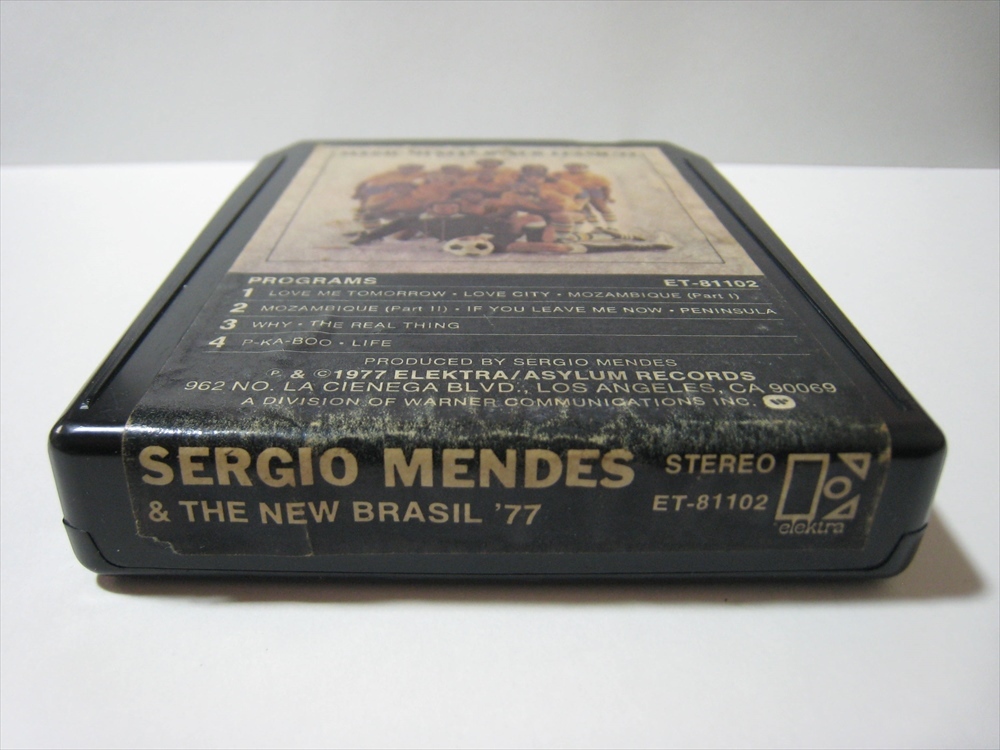 PROGRAMS ET-81102
1 LOVE ME TOMORROW • LOVE CITY • MOZAMBIQUE (Part I)
2 MOZAMBIQUE (Part II) • IF YOU LEAVE ME NOW • PENINSULA
3 WHY • THE REAL THING
4 P-KA-BOO • LIFE
PRODUCED BY SERGIO MENDES
℗ & © 1977 ELEKTRA/ASYLUM RECORDS
962 NO. LA CIENEGA BLVD., LOS ANGELES, CA 90069
A DIVISION OF WARNER COMMUNICATIONS INC.
SERGIO MENDES
& THE NEW BRASIL '77
STEREO
ET-81102
elektra